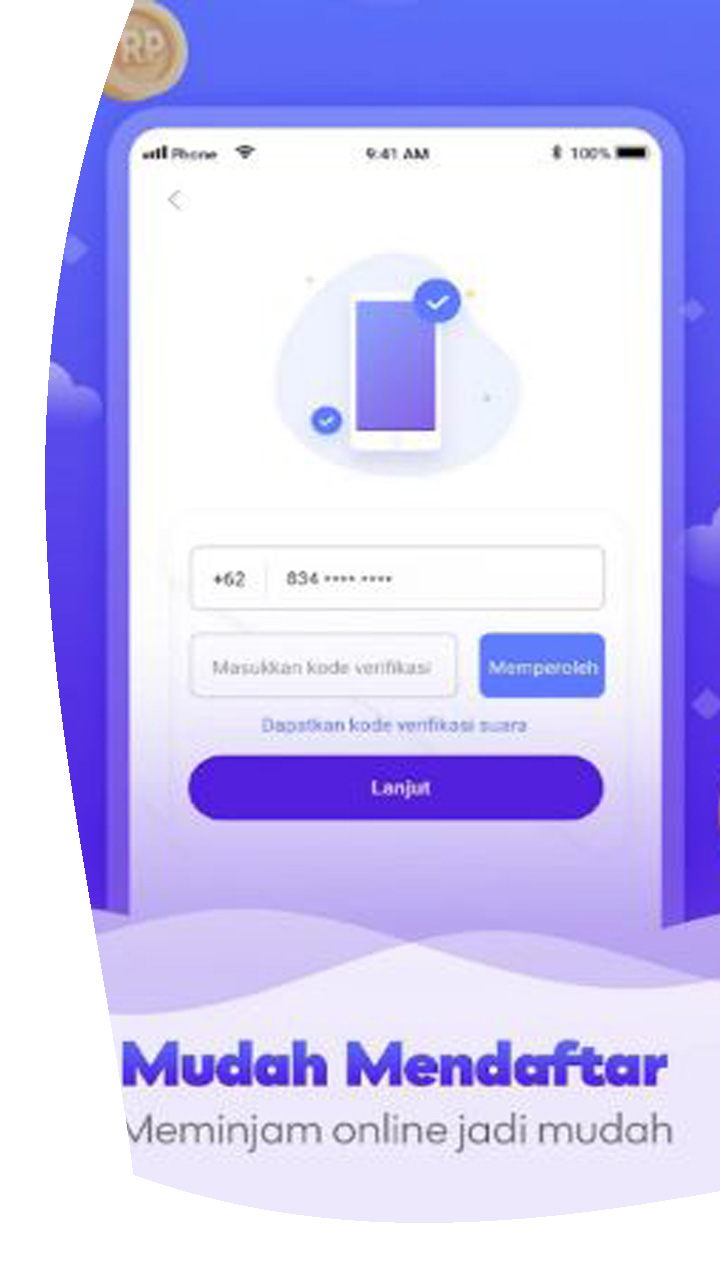 RP
Phone 9:41 AM 100%
+62 834 •••• ••••
Masukkan kode verifikasi Memperoleh
Dapatkan kode verifikasi suara
Lanjut
Mudah Mendaftar
Meminjam online jadi mudah